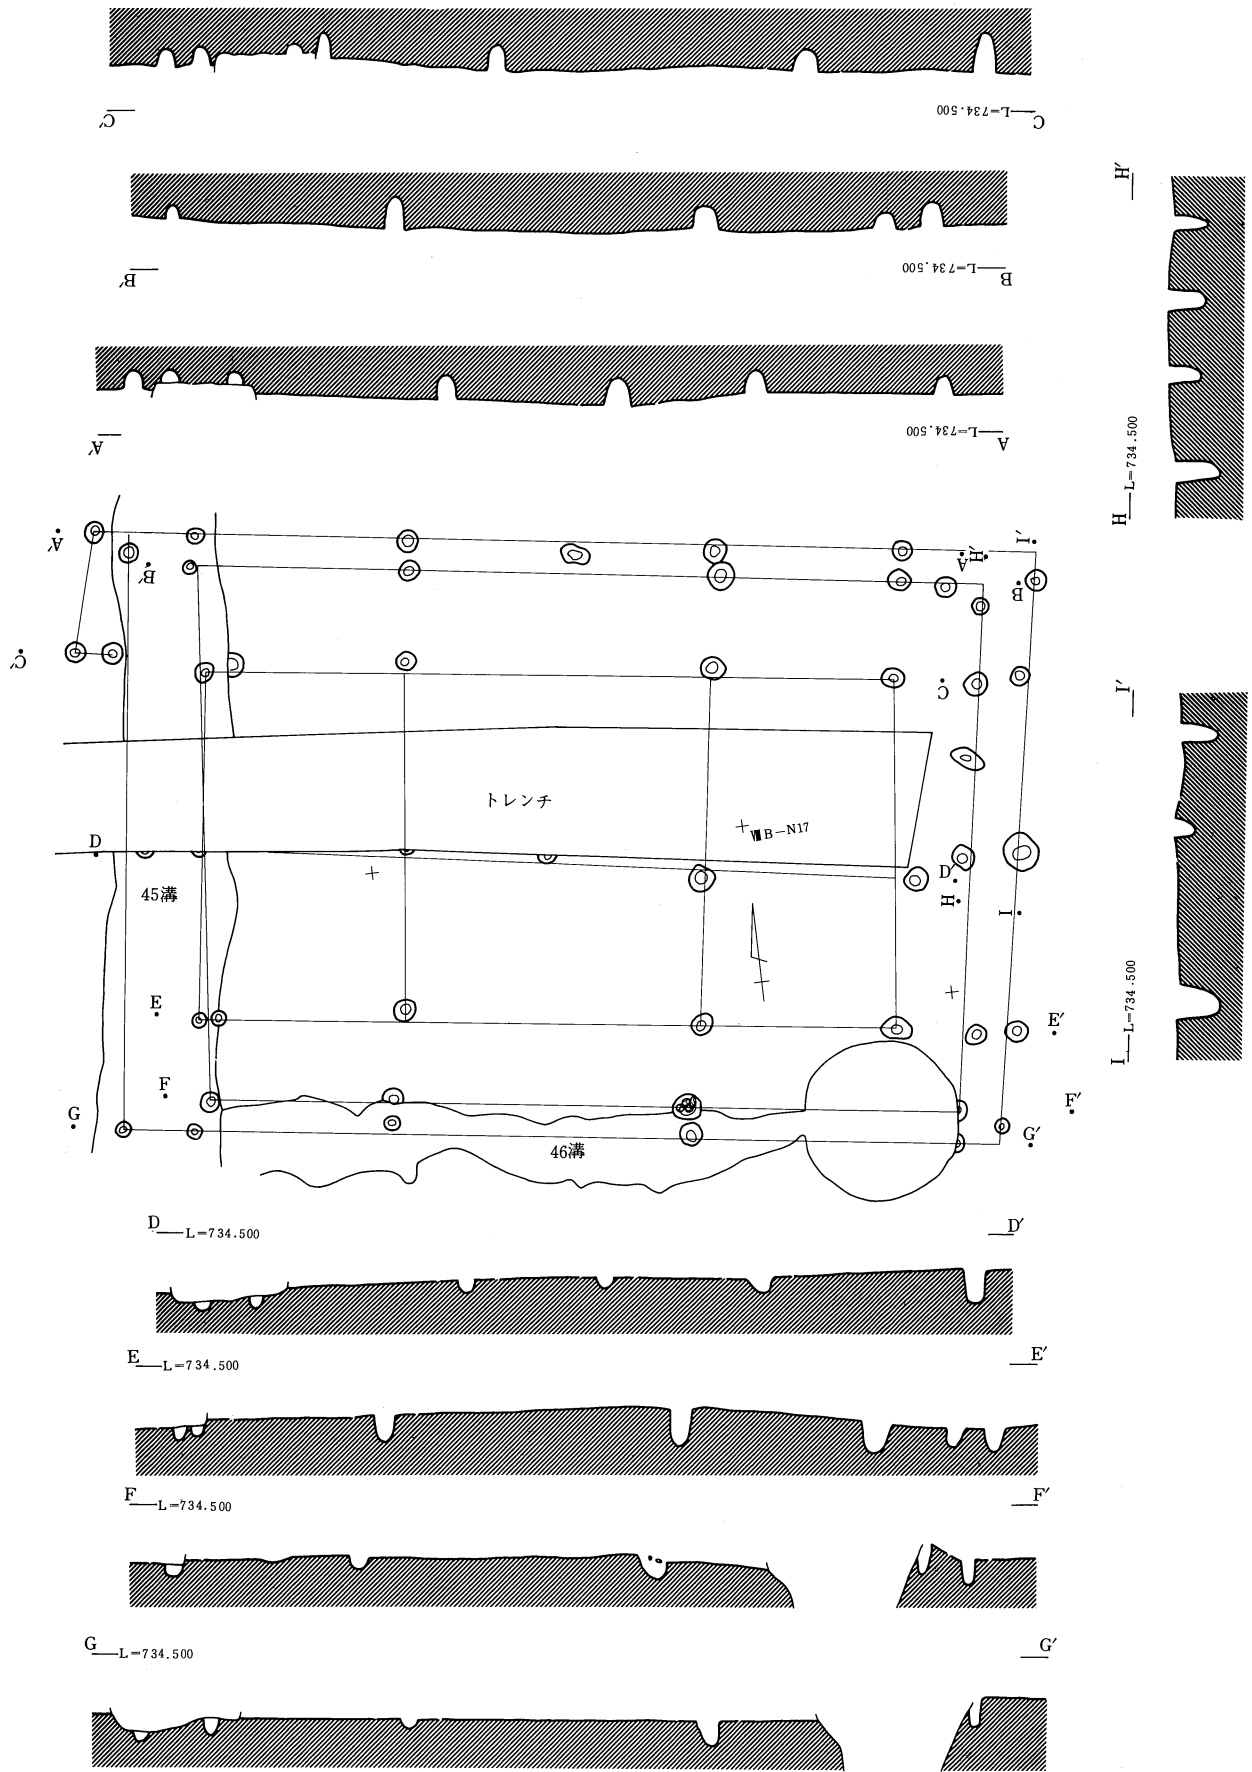 C′
L=734.500
C
B′
L=734.500
B
A′
L=734.500
A
H′
H
L=734.500
I′
I
L=734.500
A′
B′
C′
A
H′
I′
B
C
トレンチ
B-N17
D
D′
H
I
45溝
E
E′
F
F′
G
G′
46溝
D
L=734.500
D′
E
L=734.500
E′
F
L=734.500
F′
G
L=734.500
G′